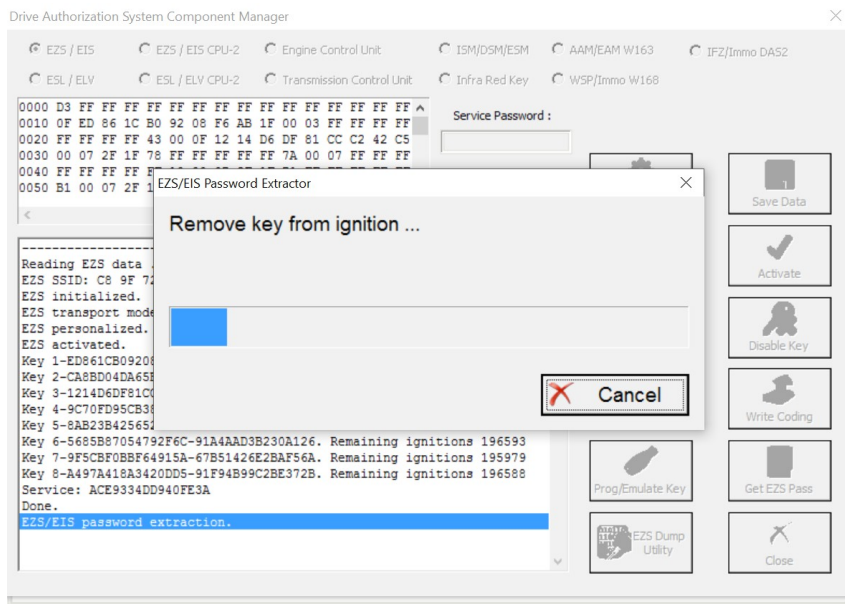 Drive Authorization System Component Manager
EZS / EIS
EZS / EIS CPU-2
Engine Control Unit
ISM/DSM/ESM
AAM/EAM W163
IFZ/Immo DAS2
ESL / ELV
ESL / ELV CPU-2
Transmission Control Unit
Infra Red Key
WSP/Immo W168
0000 D3 FF FF FF FF FF FF FF FF FF FF FF FF FF FF FF
0010 0F ED 86 1C B0 92 08 F6 AB 1F 00 03 FF FF FF FF
0020 FF FF FF FF 43 00 0F 12 14 D6 DF 81 CC C2 42 C5
0030 00 07 2F 1F 78 FF FF FF FF FF 7A 00 07 FF FF FF
0040 FF FF FF FF
0050 B1 00 07 2F
Service Password :
Save Data
Activate
Disable Key
Write Coding
Get EZS Pass
Close
Prog/Emulate Key
EZS Dump
Utility
EZS/EIS Password Extractor
Remove key from ignition ...
Cancel
Reading EZS data
EZS SSID: C8 9F
EZS initialized.
EZS transport mode
EZS personalized.
EZS activated.
Key 1-ED861CB09208
Key 2-CA8BD04DA65
Key 3-1214D6DF81C
Key 4-9C70FD95CB38
Key 5-8AB23B425652
Key 6-5685B87054792F6C-91A4AAD3B230A126. Remaining ignitions 196593
Key 7-9F5CBF0BBF64915A-67B51426E2BAF56A. Remaining ignitions 195979
Key 8-A497A418A3420DD5-91F94B99C2BE372B. Remaining ignitions 196588
Service: ACE9334DD940FE3A
Done.
EZS/EIS password extraction.